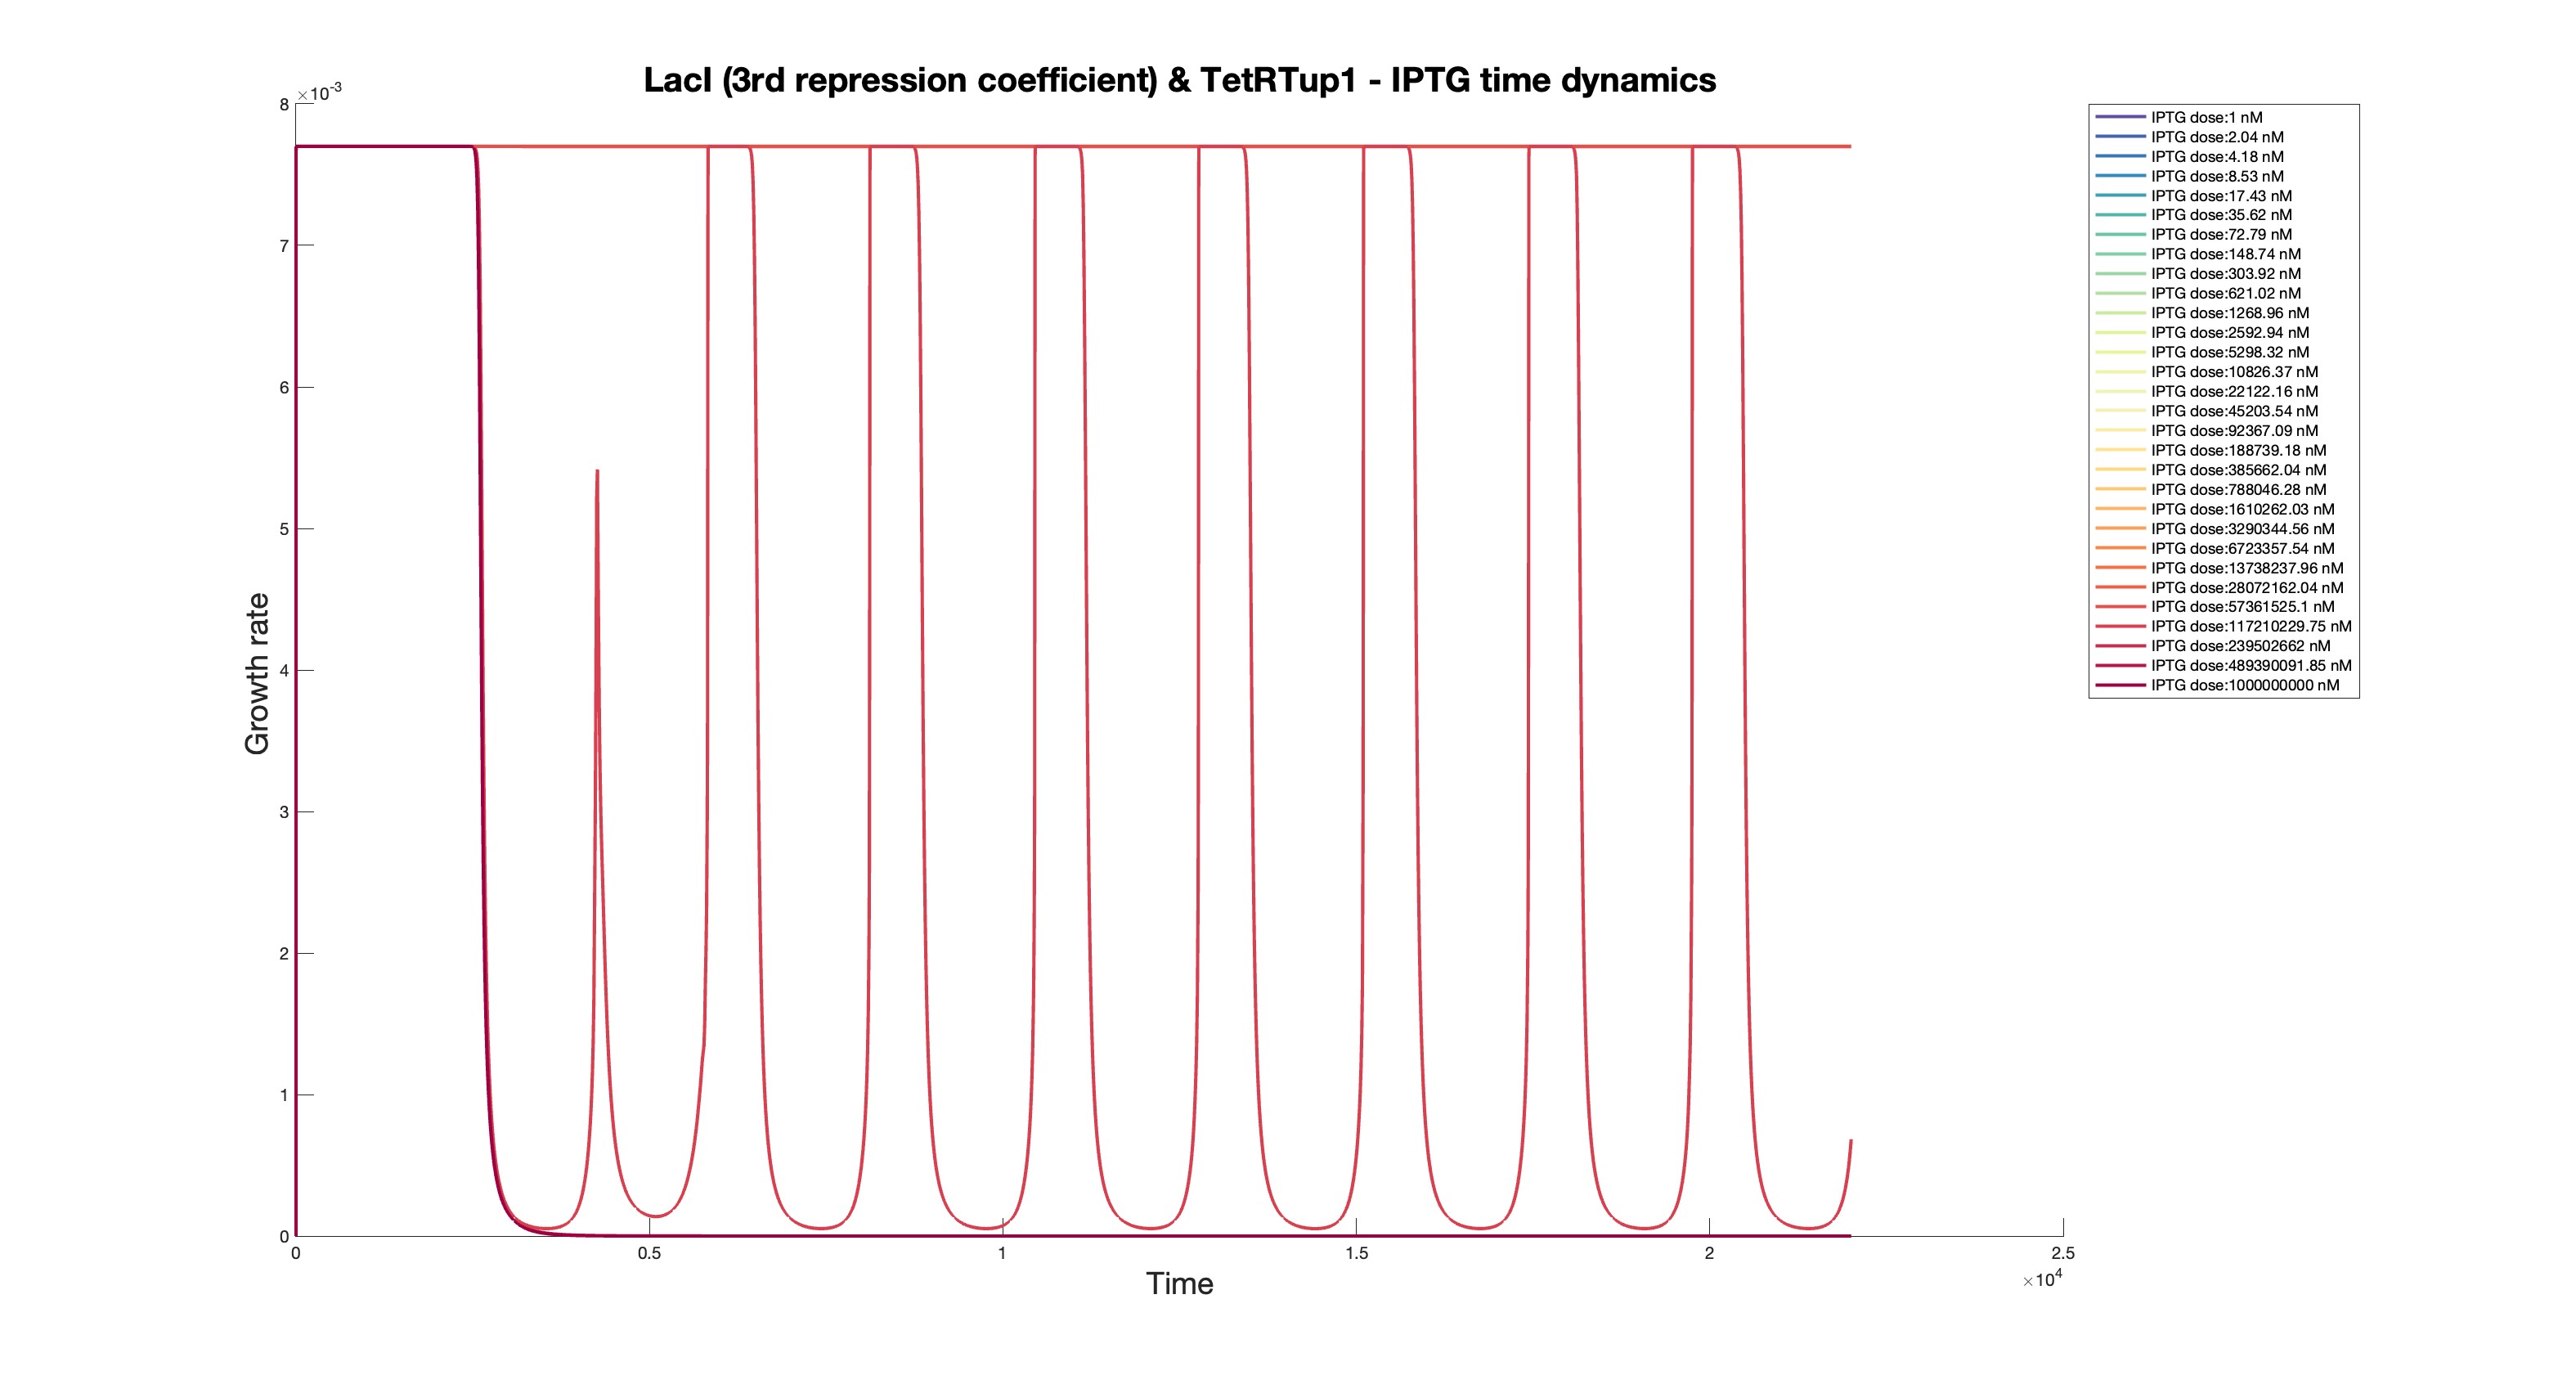 LacI (3rd repression coefficient) & TetRTup1 - IPTG time dynamics
×10-3
8
7
6
5
4
3
2
1
0
Growth rate
0
0.5
1
1.5
2
2.5
×104
Time
IPTG dose:1 nM
IPTG dose:2.04 nM
IPTG dose:4.18 nM
IPTG dose:8.53 nM
IPTG dose:17.43 nM
IPTG dose:35.62 nM
IPTG dose:72.79 nM
IPTG dose:148.74 nM
IPTG dose:303.92 nM
IPTG dose:621.02 nM
IPTG dose:1268.96 nM
IPTG dose:2592.94 nM
IPTG dose:5298.32 nM
IPTG dose:10826.37 nM
IPTG dose:22122.16 nM
IPTG dose:45203.54 nM
IPTG dose:92367.09 nM
IPTG dose:188739.18 nM
IPTG dose:385662.04 nM
IPTG dose:788046.28 nM
IPTG dose:1610262.03 nM
IPTG dose:3290344.56 nM
IPTG dose:6723357.54 nM
IPTG dose:13738237.96 nM
IPTG dose:28072162.04 nM
IPTG dose:57361525.1 nM
IPTG dose:117210229.75 nM
IPTG dose:239502662 nM
IPTG dose:489390091.85 nM
IPTG dose:1000000000 nM